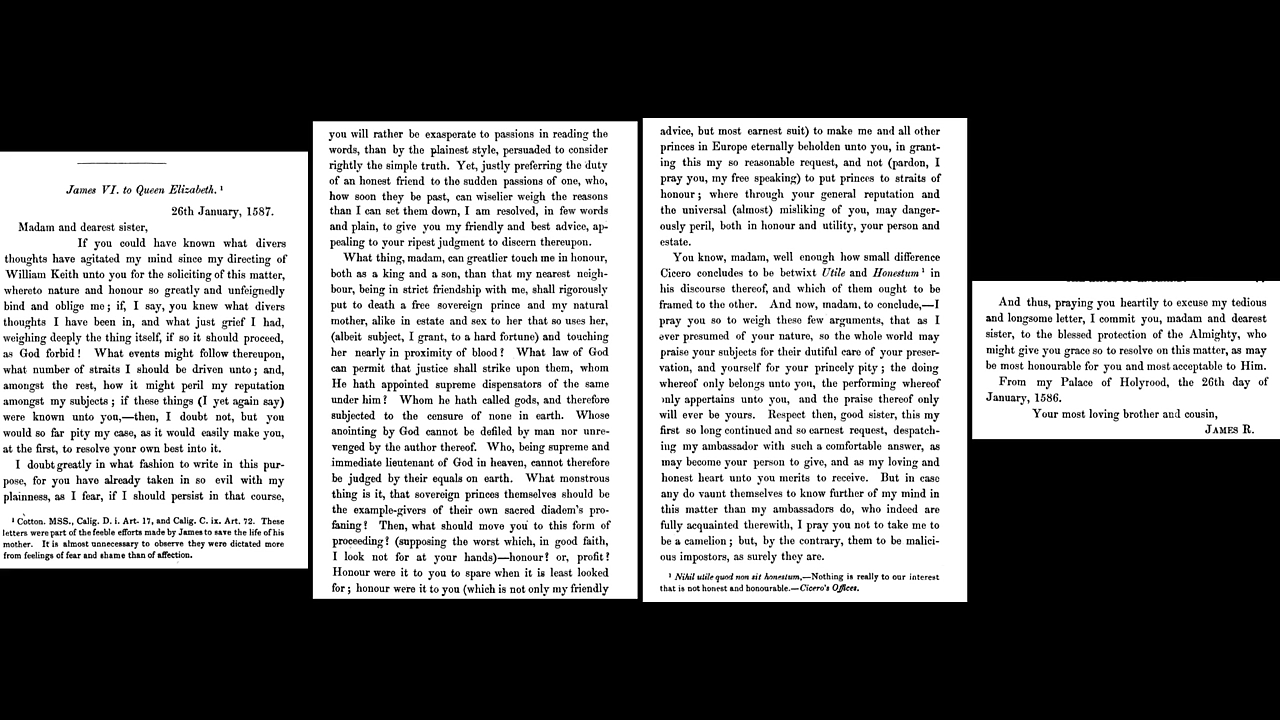 James VI. to Queen Elizabeth. ¹
26th January, 1587.
Madam and dearest sister,
If you could have known what divers
thoughts have agitated my mind since my directing of
William Keith unto you for the soliciting of this matter,
whereto nature and honour so greatly and unfeignedly
bind and oblige me; if, I say, you knew what divers
thoughts I have been in, and what just grief I had,
weighing deeply the thing itself, if so it should proceed,
as God forbid! What events might follow thereupon,
what number of straits I should be driven unto; and,
amongst the rest, how it might peril my reputation
amongst my subjects; if these things (I yet again say)
were known unto you,—then, I doubt not, but you
would so far pity my case, as it would easily make you,
at the first, to resolve your own best into it.
I doubt greatly in what fashion to write in this pur-
pose, for you have already taken in so evil with my
plainness, as I fear, if I should persist in that course,
¹ Cotton. MSS., Calig. D. i. Art. 17, and Calig. C. ix. Art. 72. These
letters were part of the feeble efforts made by James to save the life of his
mother. It is almost unnecessary to observe they were dictated more
from feelings of fear and shame than of affection.
you will rather be exasperate to passions in reading the
words, than by the plainest style, persuaded to consider
rightly the simple truth. Yet, justly preferring the duty
of an honest friend to the sudden passions of one, who,
how soon they be past, can wiselier weigh the reasons
than I can set them down, I am resolved, in few words
and plain, to give you my friendly and best advice, ap-
pealing to your ripest judgment to discern thereupon.
What thing, madam, can greatlier touch me in honour,
both as a king and a son, than that my nearest neigh-
bour, being in strict friendship with me, shall rigorously
put to death a free sovereign prince and my natural
mother, alike in estate and sex to her that so uses her,
(albeit subject, I grant, to a hard fortune) and touching
her nearly in proximity of blood? What law of God
can permit that justice shall strike upon them, whom
He hath appointed supreme dispensators of the same
under him? Whom he hath called gods, and therefore
subjected to the censure of none in earth. Whose
anointing by God cannot be defiled by man nor unre-
venged by the author thereof. Who, being supreme and
immediate lieutenant of God in heaven, cannot therefore
be judged by their equals on earth. What monstrous
thing is it, that sovereign princes themselves should be
the example-givers of their own sacred diadem's pro-
faning? Then, what should move you to this form of
proceeding? (supposing the worst which, in good faith,
I look not for at your hands)—honour? or, profit?
Honour were it to you to spare when it is least looked
for; honour were it to you (which is not only my friendly
advice, but most earnest suit) to make me and all other
princes in Europe eternally beholden unto you, in grant-
ing this my so reasonable request, and not (pardon, I
pray you, my free speaking) to put princes to straits of
honour; where through your general reputation and
the universal (almost) misliking of you, may danger-
ously peril, both in honour and utility, your person and
estate.
You know, madam, well enough how small difference
Cicero concludes to be betwixt Utile and Honestum ¹ in
his discourse thereof, and which of them ought to be
framed to the other. And now, madam, to conclude,—I
pray you so to weigh these few arguments, that as I
ever presumed of your nature, so the whole world may
praise your subjects for their dutiful care of your preser-
vation, and yourself for your princely pity; the doing
whereof only belongs unto you, the performing whereof
only appertains unto you, and the praise thereof only
will ever be yours. Respect then, good sister, this my
first so long continued and so earnest request, despatch-
ing my ambassador with such a comfortable answer, as
may become your person to give, and as my loving and
honest heart unto you merits to receive. But in case
any do vaunt themselves to know further of my mind in
this matter than my ambassadors do, who indeed are
fully acquainted therewith, I pray you not to take me to
be a camelion; but, by the contrary, them to be malici-
ous impostors, as surely they are.
¹ Nihil utile quod non sit honestum,—Nothing is really to our interest
that is not honest and honourable.—Cicero's Offices.
And thus, praying you heartily to excuse my tedious
and longsome letter, I commit you, madam and dearest
sister, to the blessed protection of the Almighty, who
might give you grace so to resolve on this matter, as may
be most honourable for you and most acceptable to Him.
From my Palace of Holyrood, the 26th day of
January, 1586.
Your most loving brother and cousin,
JAMES R.